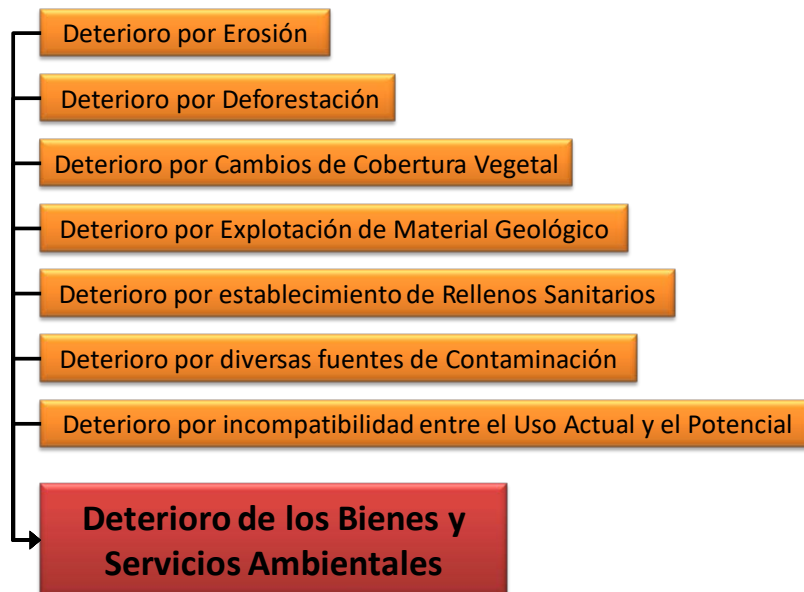 Deterioro por Erosión
Deterioro por Deforestación
Deterioro por Cambios de Cobertura Vegetal
Deterioro por Explotación de Material Geológico
Deterioro por establecimiento de Rellenos Sanitarios
Deterioro por diversas fuentes de Contaminación
Deterioro por incompatibilidad entre el Uso Actual y el Potencial
Deterioro de los Bienes y
Servicios Ambientales